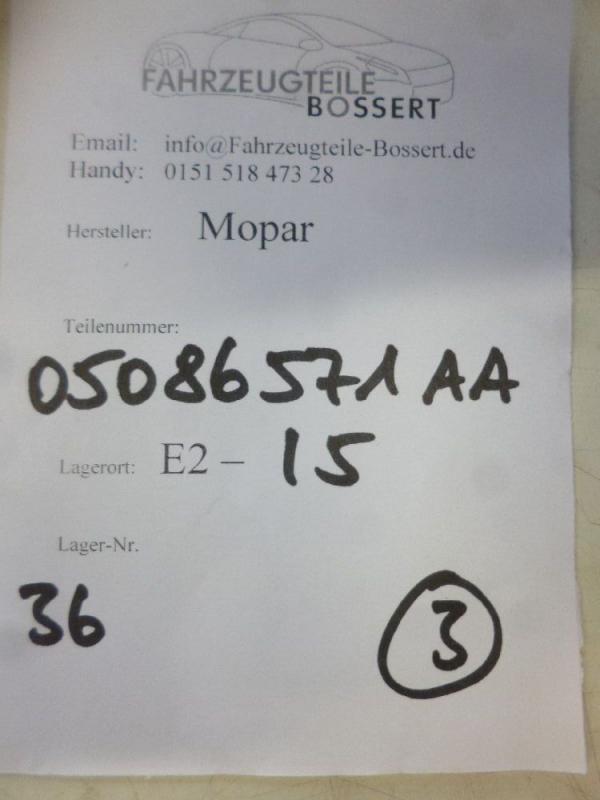 FAHRZEUGTEILE
BOSSERT
Email: info@Fahrzeugteile-Bossert.de
Handy: 0151 518 473 28
Hersteller: Mopar
Teilenummer:
05086571AA
Lagerort: E2 – 15
Lager-Nr.
36
3